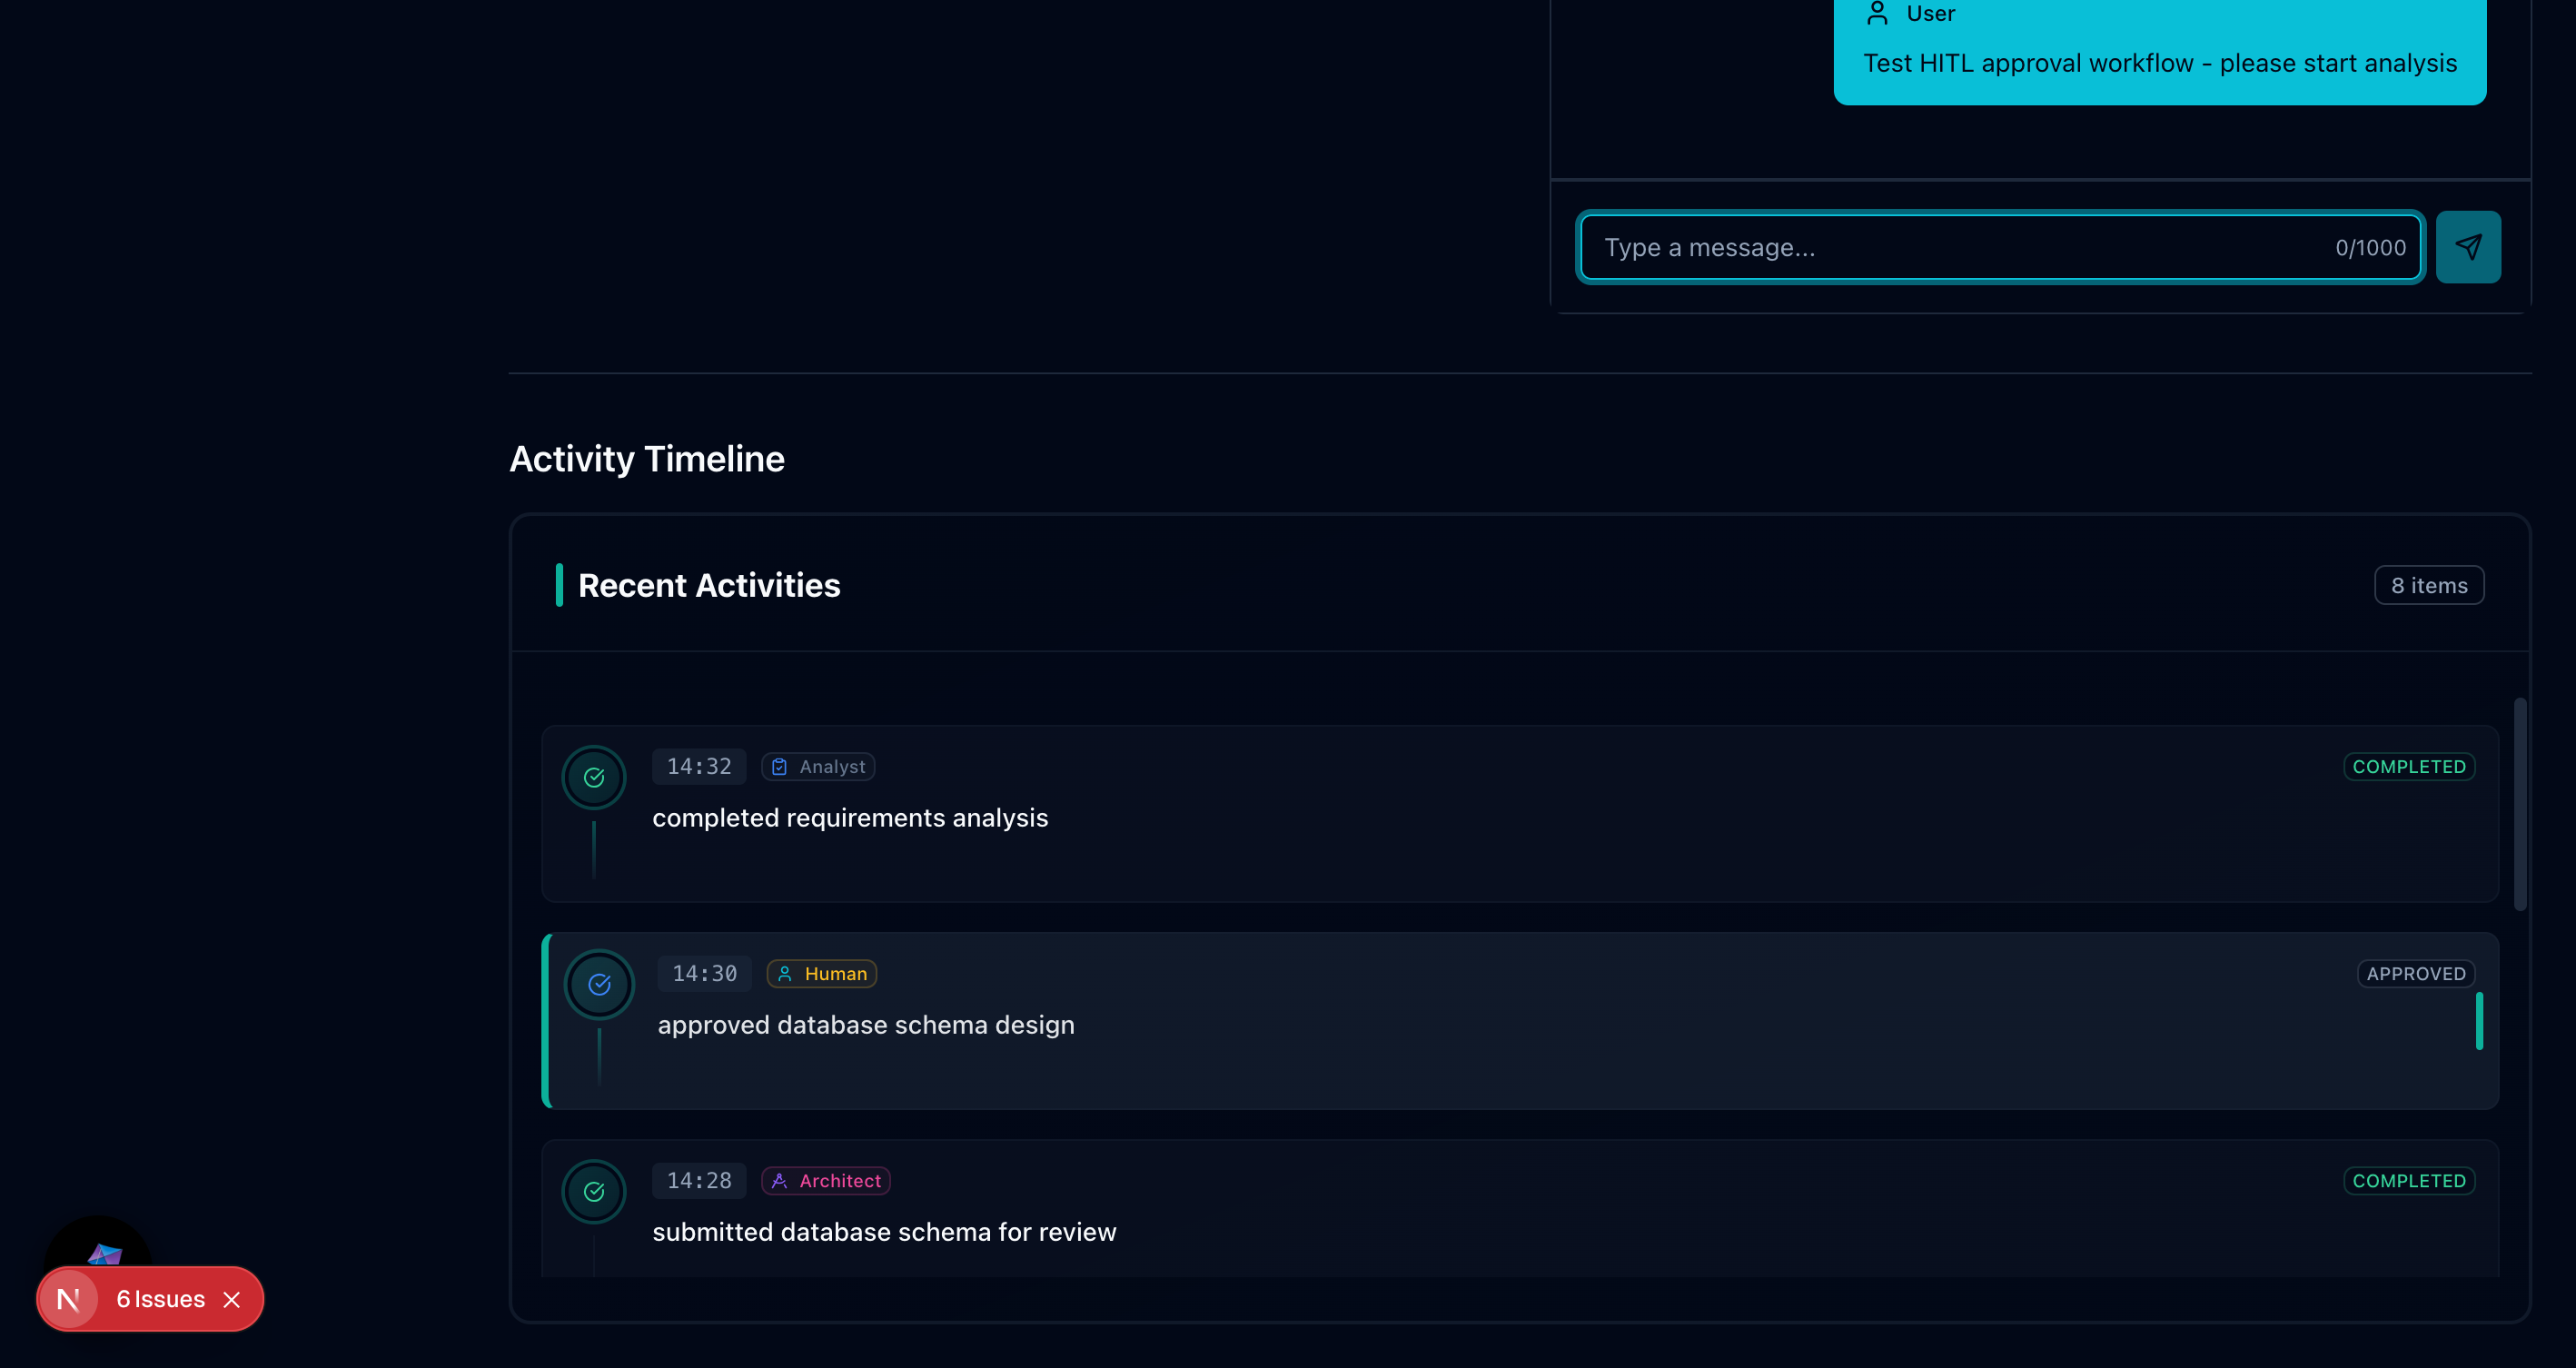 User
Test HITL approval workflow - please start analysis
Type a message...
0/1000
Activity Timeline
Recent Activities
8 items
14:32
Analyst
COMPLETED
completed requirements analysis
14:30
Human
APPROVED
approved database schema design
14:28
Architect
COMPLETED
submitted database schema for review
N
6 Issues